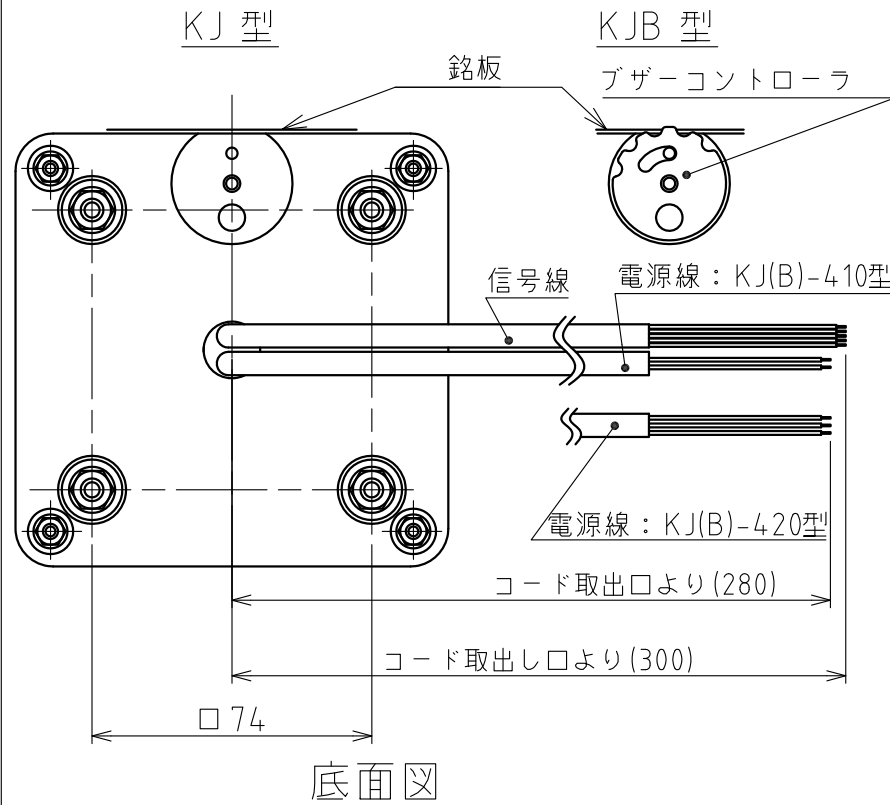 KJ 型
KJB 型
銘板
ブザーコントローラ
信号線
電源線：KJ(B)-410型
電源線：KJ(B)-420型
コード取出口より(280)
コード取出し口より(300)
□74
底面図